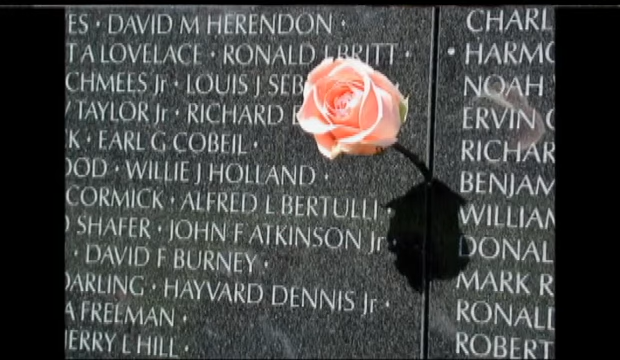 ES · DAVID M HERENDON ·
T A LOVELACE · RONALD J BRITT ·
CHMEES Jr · LOUIS J SEB
TAYLOR Jr · RICHARD
K · EARL G COBEIL ·
OOD · WILLIE J HOLLAND ·
CORMICK · ALFRED L BERTULLI ·
SHAFER · JOHN F ATKINSON Jr ·
DAVID F BURNEY ·
DARLING · HAYVARD DENNIS Jr ·
A FREEMAN ·
JERRY L HILL ·
CHARL
· HARMO
NOAH
ERVIN
RICHAR
BENJAM
WILLIAM
DONAL
MARK R
RONAL
ROBERT